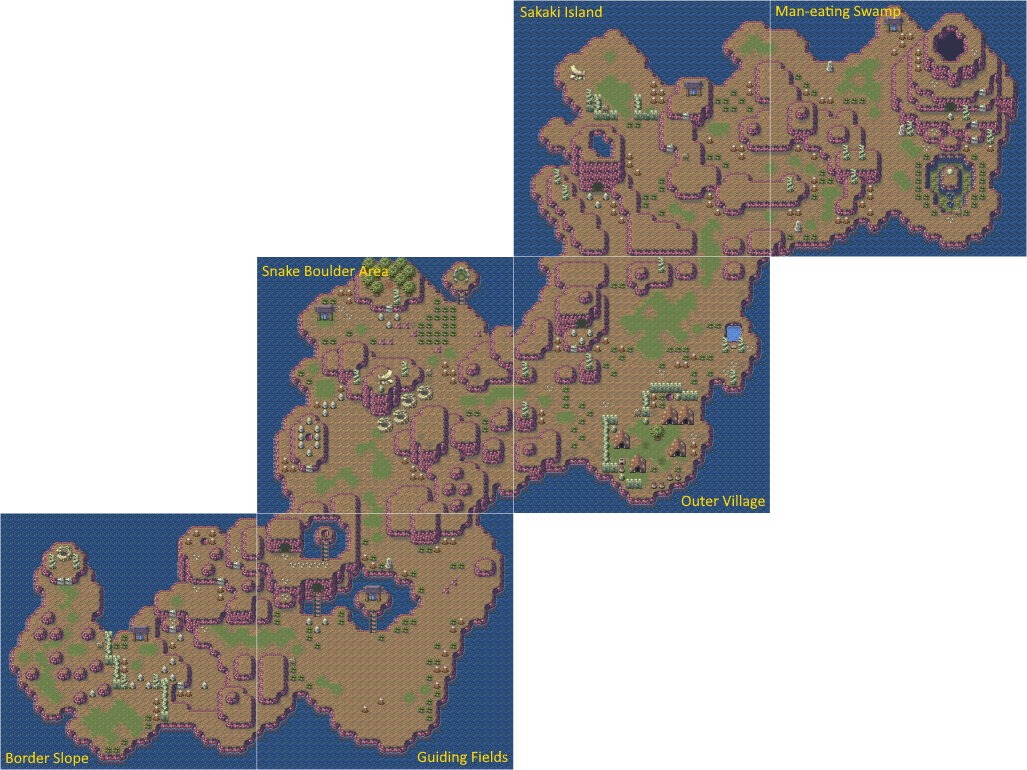 Sakaki Island
Man-eating Swamp
Snake Boulder Area
Outer Village
Border Slope
Guiding Fields